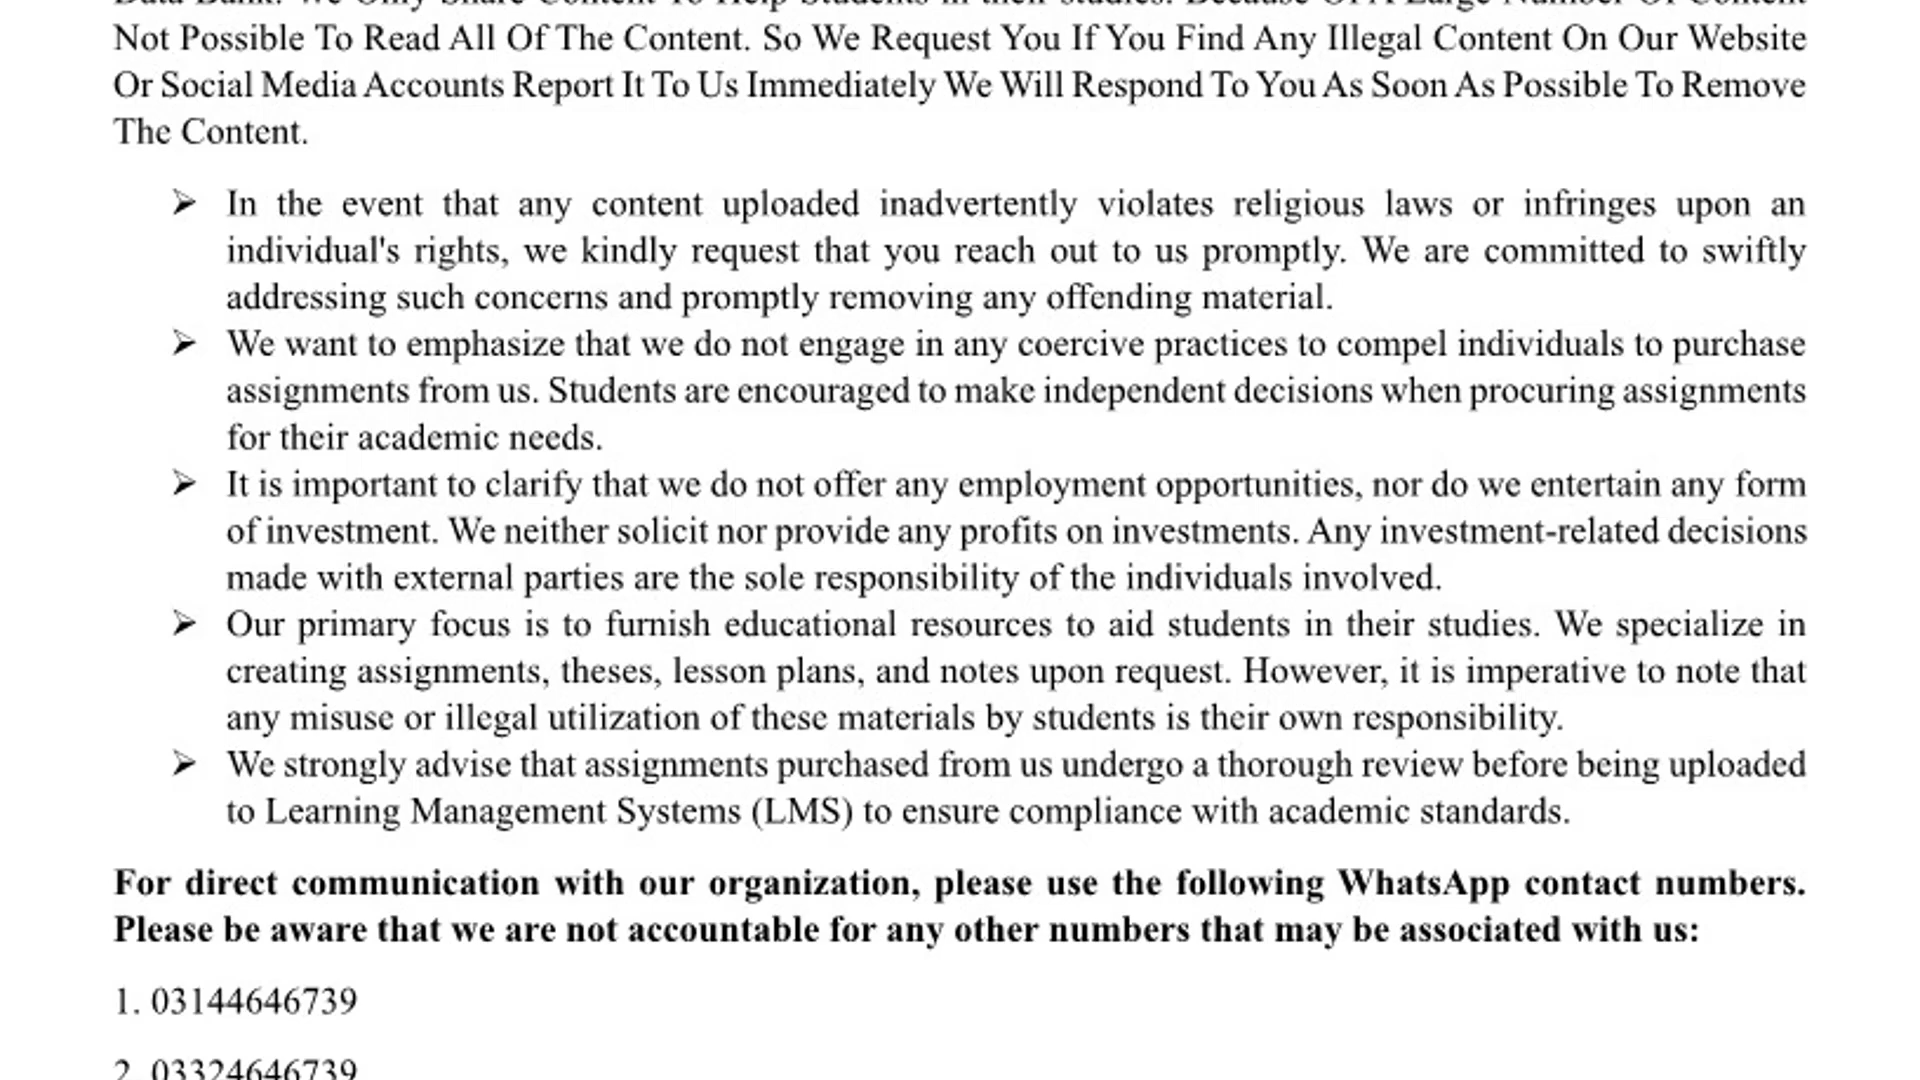 Data Bank. We Only Share Content To Help Students in their studies. Because Of A Large Number Of Content
Not Possible To Read All Of The Content. So We Request You If You Find Any Illegal Content On Our Website
Or Social Media Accounts Report It To Us Immediately We Will Respond To You As Soon As Possible To Remove
The Content.
➢ In the event that any content uploaded inadvertently violates religious laws or infringes upon an
individual's rights, we kindly request that you reach out to us promptly. We are committed to swiftly
addressing such concerns and promptly removing any offending material.
➢ We want to emphasize that we do not engage in any coercive practices to compel individuals to purchase
assignments from us. Students are encouraged to make independent decisions when procuring assignments
for their academic needs.
➢ It is important to clarify that we do not offer any employment opportunities, nor do we entertain any form
of investment. We neither solicit nor provide any profits on investments. Any investment-related decisions
made with external parties are the sole responsibility of the individuals involved.
➢ Our primary focus is to furnish educational resources to aid students in their studies. We specialize in
creating assignments, theses, lesson plans, and notes upon request. However, it is imperative to note that
any misuse or illegal utilization of these materials by students is their own responsibility.
➢ We strongly advise that assignments purchased from us undergo a thorough review before being uploaded
to Learning Management Systems (LMS) to ensure compliance with academic standards.
For direct communication with our organization, please use the following WhatsApp contact numbers.
Please be aware that we are not accountable for any other numbers that may be associated with us:
1. 03144646739
2. 03324646739